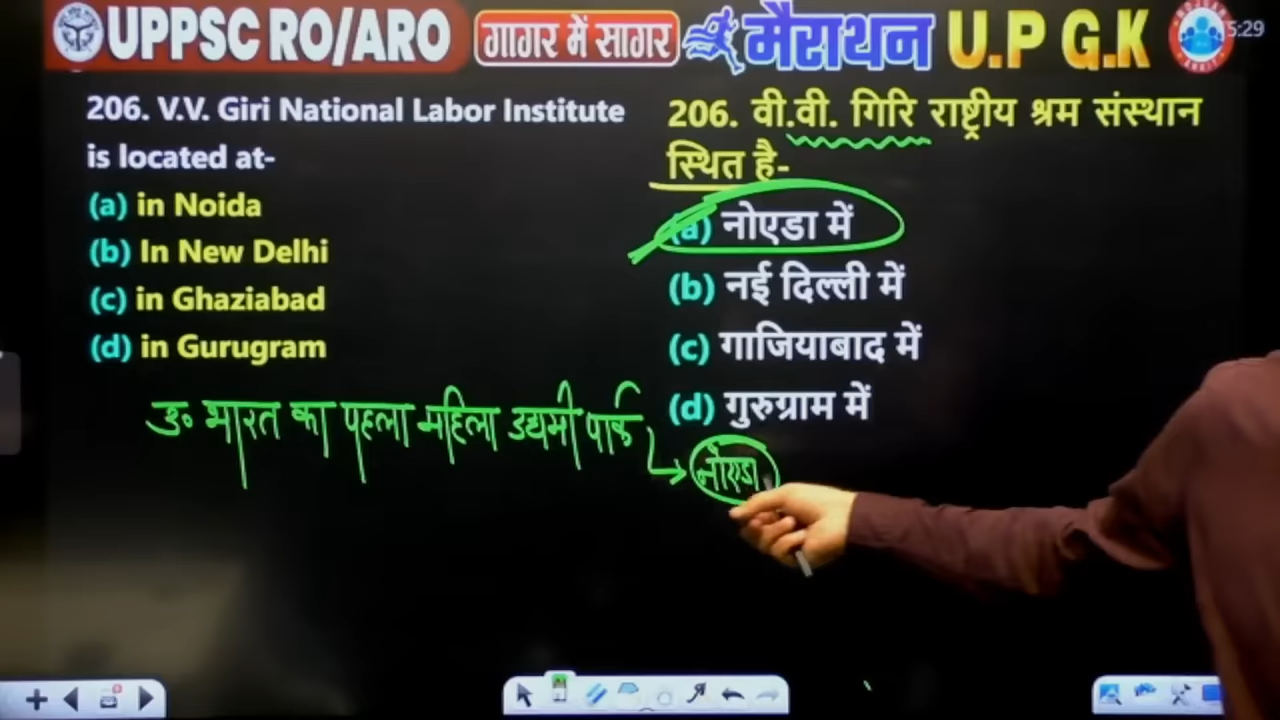 UPPSC RO/ARO गागर में सागर मैराथन U.P G.K
5:29
206. V.V. Giri National Labor Institute
is located at-
(a) in Noida
(b) In New Delhi
(c) in Ghaziabad
(d) in Gurugram
206. वी.वी. गिरि राष्ट्रीय श्रम संस्थान
स्थित है-
(a) नोएडा में
(b) नई दिल्ली में
(c) गाजियाबाद में
(d) गुरुग्राम में
भारत का पहला महिला उद्यमी पार्क
नोएडा